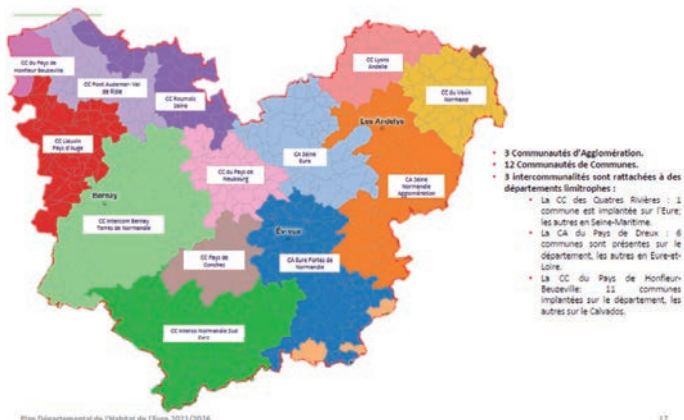 CC du Pays de
Honfleur Beuzeville
CC Pont Audemer-Val
de Risle
CC Roumois
Seine
CC Lieuvin
Pays d'Auge
CC Lyons
Andelle
CC du Vexin
Normand
Les Andelys
CA Seine
Eure
CA Seine
Normandie
Agglomération
CC du Pays de
Neubourg
Bernay
CC Intercom Bernay
Terres de Normandie
Évreux
CC Pays de
Conches
CA Eure Portes de
Normandie
CC Interco Normandie Sud
Eure
• 3 Communautés d'Agglomération.
• 12 Communautés de Communes.
• 3 intercommunalités sont rattachées à des
départements limitrophes :
• La CC des Quatres Rivières : 1
commune est implantée sur l'Eure;
les autres en Seine-Maritime.
• La CA du Pays de Dreux : 6
communes sont présentes sur le
département, les autres en Eure-et-
Loire.
• La CC du Pays de Honfleur-
Beuzeville: 11 communes
implantées sur le département, les
autres sur le Calvados.
Plan Départemental de l'Habitat de l'Eure 2021/2026
17